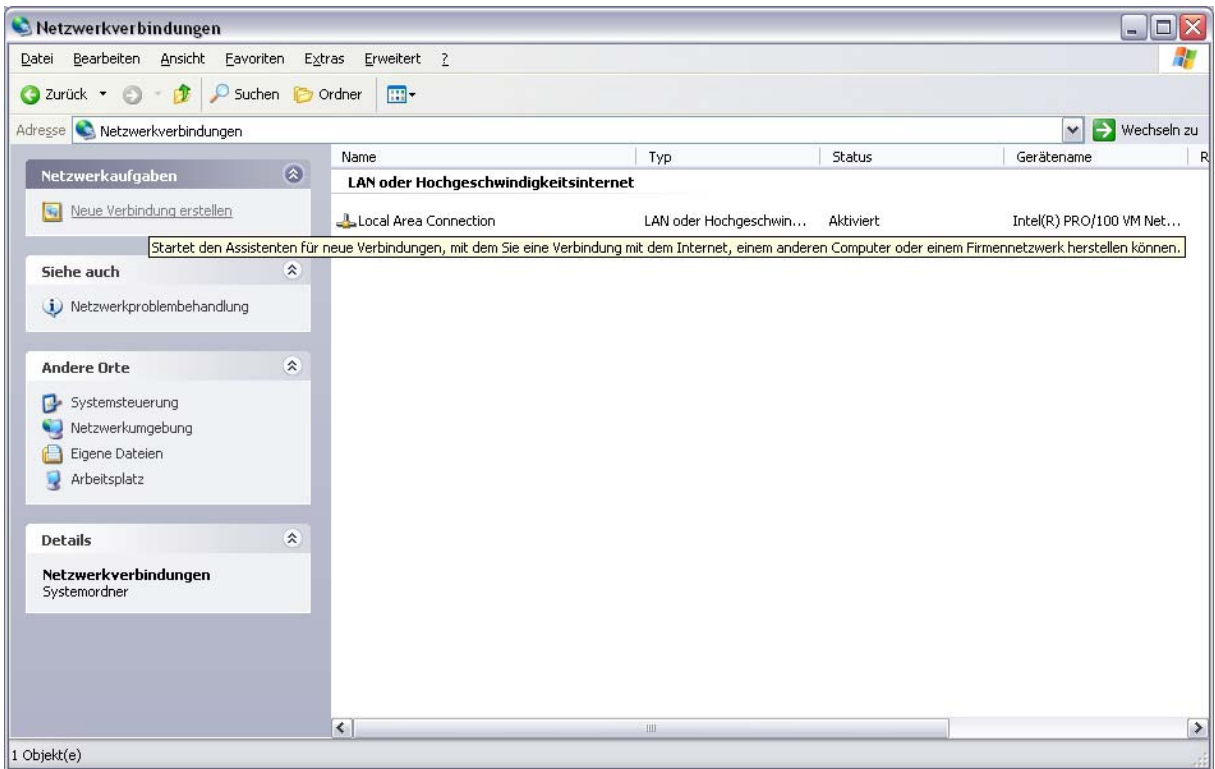 Netzwerkverbindungen
Datei Bearbeiten Ansicht Favoriten Extras Erweitert ?
Zurück Suchen Ordner
Adresse Netzwerkverbindungen Wechseln zu
Name Typ Status Gerätename R
Netzwerkaufgaben
LAN oder Hochgeschwindigkeitsinternet
Neue Verbindung erstellen
Local Area Connection LAN oder Hochgeschwin... Aktiviert Intel(R) PRO/100 VM Net...
Startet den Assistenten für neue Verbindungen, mit dem Sie eine Verbindung mit dem Internet, einem anderen Computer oder einem Firmennetzwerk herstellen können.
Siehe auch
Netzwerkproblembehandlung
Andere Orte
Systemsteuerung
Netzwerkumgebung
Eigene Dateien
Arbeitsplatz
Details
Netzwerkverbindungen
Systemordner
1 Objekt(e)